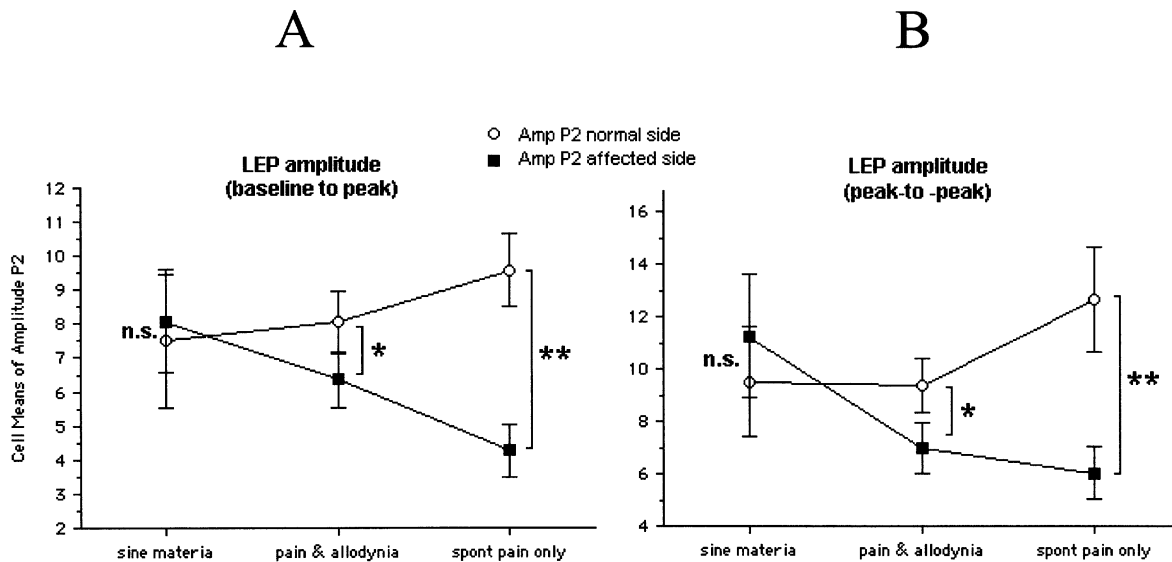 A
B
Amp P2 normal side
Amp P2 affected side
LEP amplitude
(baseline to peak)
LEP amplitude
(peak-to -peak)
Cell Means of Amplitude P2
12
11
10
9
8
7
6
5
4
3
2
n.s.
*
**
sine materia
pain & allodynia
spont pain only
16
14
12
10
8
6
4
n.s.
*
**
sine materia
pain & allodynia
spont pain only